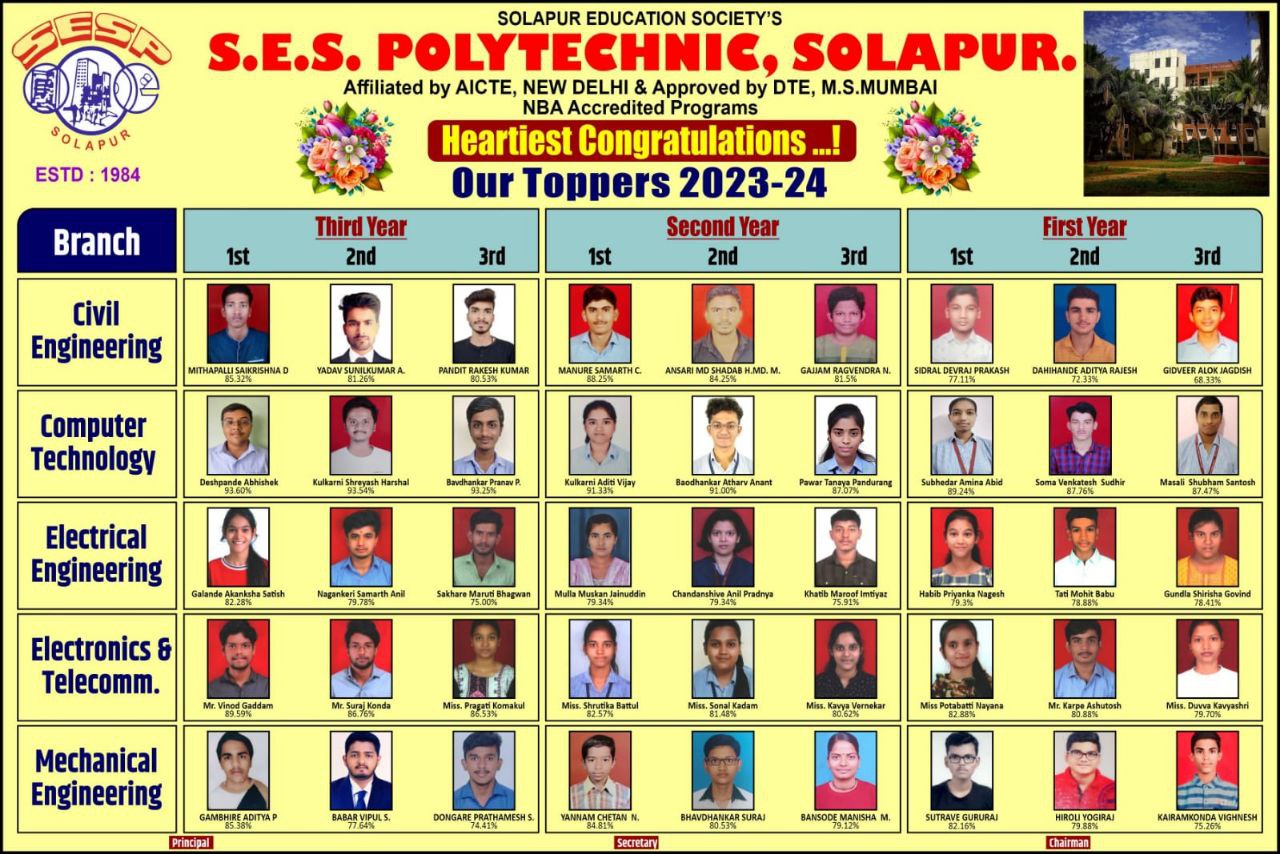 SESP
SOLAPUR
ESTD : 1984
SOLAPUR EDUCATION SOCIETY'S
S.E.S. POLYTECHNIC, SOLAPUR.
Affiliated by AICTE, NEW DELHI & Approved by DTE, M.S.MUMBAI
NBA Accredited Programs
Heartiest Congratulations ...!
Our Toppers 2023-24
Branch
Third Year
1st 2nd 3rd
Second Year
1st 2nd 3rd
First Year
1st 2nd 3rd
Civil
Engineering
MITHAPALLI SAIKRISHNA D YADAV SUNILKUMAR A. PANDIT RAKESH KUMAR MANURE SAMARTH C. ANSARI MD SHADAB H.MD. M. GAJJAM RAGVENDRA N. SIDRAL DEVRAJ PRAKASH DAHIHANDE ADITYA RAJESH GIDVEER ALOK JAGDISH
85.32% 81.26% 80.53% 88.25% 84.25% 81.5% 77.11% 72.33% 68.33%
Computer
Technology
Deshpande Abhishek Kulkarni Shreyash Harshal Bavdhankar Pranav P. Kulkarni Aditi Vijay Baodhankar Atharv Anant Pawar Tanaya Pandurang Subhedar Amina Abid Soma Venkatesh Sudhir Masali Shubham Santosh
93.60% 93.54% 93.25% 91.33% 91.00% 87.07% 89.24% 87.76% 87.47%
Electrical
Engineering
Galande Akanksha Satish Nagankeri Samarth Anil Sakhare Maruti Bhagwan Mulla Muskan Jainuddin Chandanshive Anil Pradnya Khatib Maroof Imtiyaz Habib Priyanka Nagesh Tati Mohit Babu Gundla Shirisha Govind
82.28% 79.78% 75.00% 79.34% 79.34% 75.91% 79.3% 78.88% 78.41%
Electronics &
Telecomm.
Mr. Vinod Gaddam Mr. Suraj Konda Miss. Pragati Komakul Miss. Shrutika Battul Miss. Sonal Kadam Miss. Kavya Vernekar Miss Potabatti Nayana Mr. Karpe Ashutosh Miss. Duvva Kavyashri
89.59% 86.76% 86.53% 82.57% 81.48% 80.62% 82.88% 80.88% 79.70%
Mechanical
Engineering
GAMBHIRE ADITYA P BABAR VIPUL S. DONGARE PRATHAMESH S. YANNAM CHETAN N. BHAVDHANKAR SURAJ BANSODE MANISHA M. SUTRAVE GURURAJ HIROLI YOGIRAJ KAIRAMKONDA VIGHNESH
85.38% 77.64% 74.41% 84.81% 80.53% 79.12% 82.16% 79.88% 75.26%
Principal Secretary Chairman